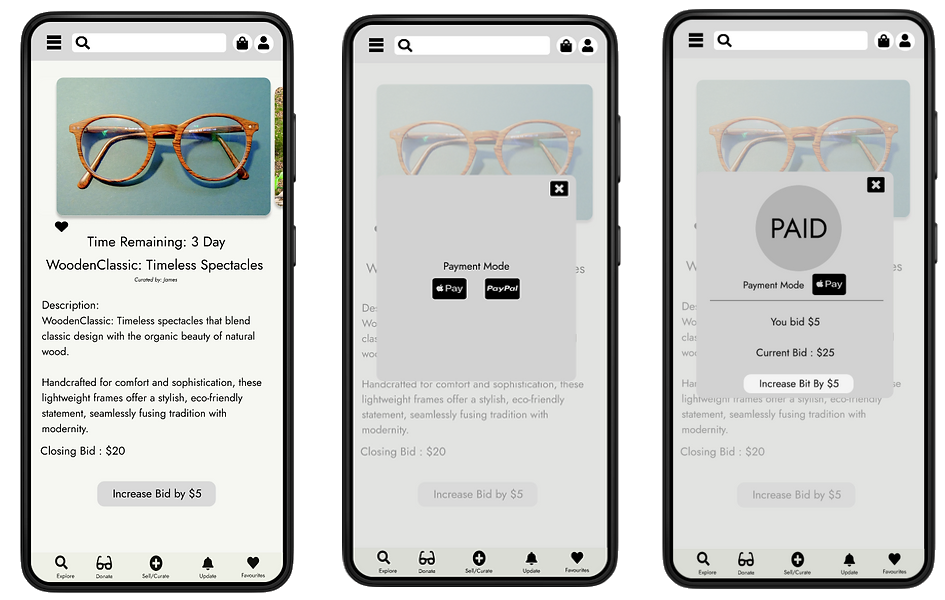 Time Remaining: 3 Day
WoodenClassic: Timeless Spectacles
Curated by: James
Description:
WoodenClassic: Timeless spectacles that blend
classic design with the organic beauty of natural
wood.
Handcrafted for comfort and sophistication, these
lightweight frames offer a stylish, eco-friendly
statement, seamlessly fusing tradition with
modernity.
Closing Bid : $20
Increase Bid by $5
Explore
Donate
Sell/Curate
Update
Favourites
Payment Mode
Pay
PayPal
Handcrafted for comfort and sophistication, these
lightweight frames offer a stylish, eco-friendly
statement, seamlessly fusing tradition with
modernity.
Closing Bid : $20
Increase Bid by $5
Explore
Donate
Sell/Curate
Update
Favourites
PAID
Payment Mode
Pay
You bid $5
Current Bid : $25
Increase Bit By $5
lightweight frames offer a stylish, eco-friendly
statement, seamlessly fusing tradition with
modernity.
Closing Bid : $20
Increase Bid by $5
Explore
Donate
Sell/Curate
Update
Favourites